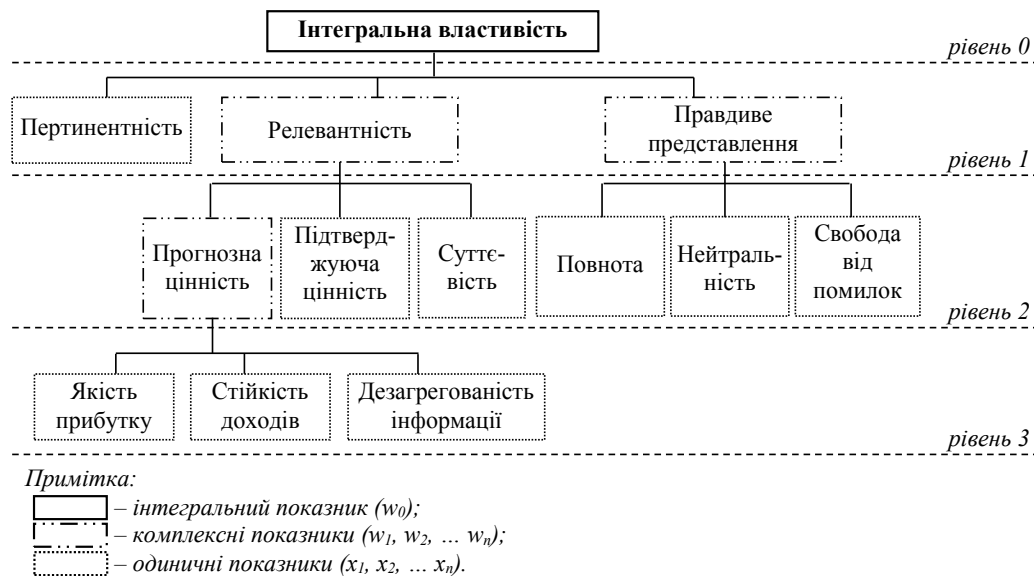 Інтегральна властивість
рівень 0
Пертинентність
Релевантність
Правдиве
представлення
рівень 1
Прогнозна
цінність
Підтверд-
жуюча
цінність
Суттє-
вість
Повнота
Нейтраль-
ність
Свобода
від
помилок
рівень 2
Якість
прибутку
Стійкість
доходів
Дезагрегованість
інформації
рівень 3
Примітка:
– інтегральний показник (w0);
– комплексні показники (w1, w2, ... wn);
– одиничні показники (x1, x2, ... xn).